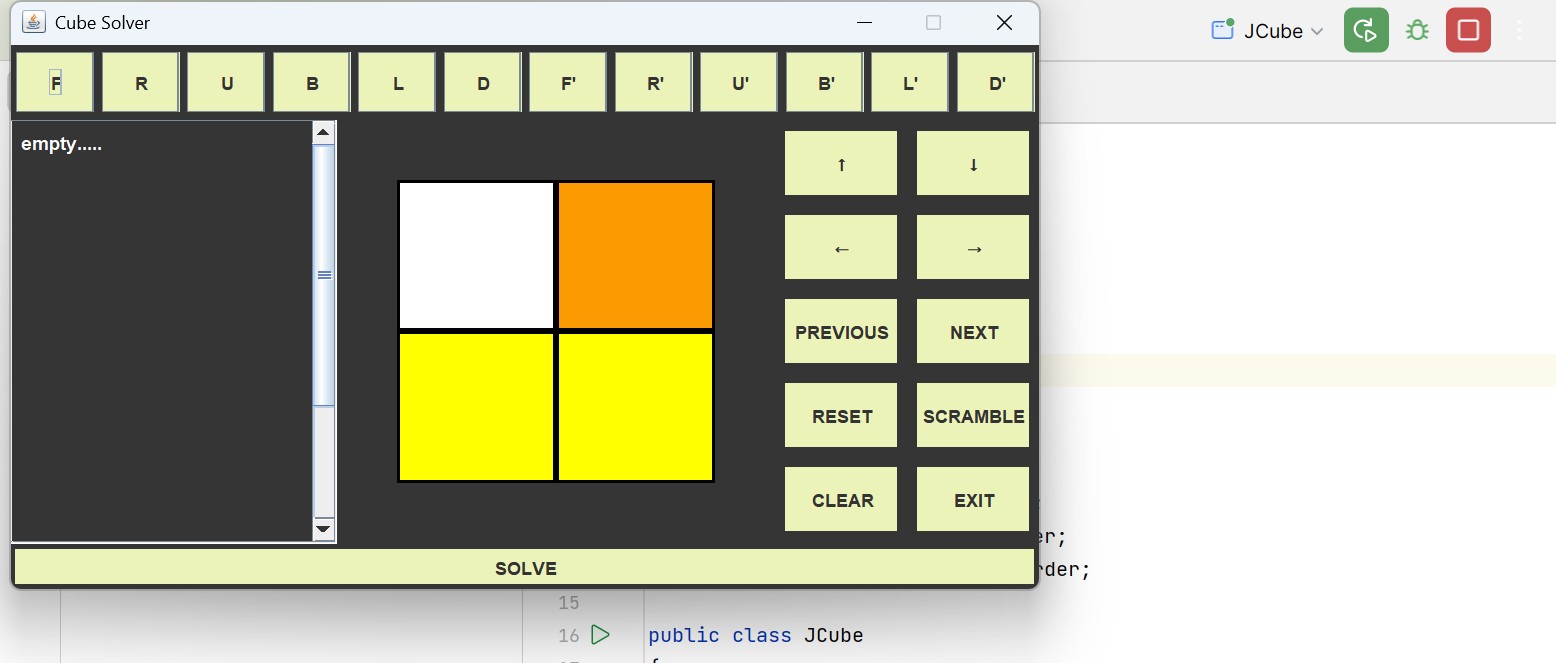 Cube Solver
JCube
F R U B L D F' R' U' B' L' D'
empty.....
↑ ↓
← →
PREVIOUS NEXT
RESET SCRAMBLE
CLEAR EXIT
er;
rder;
SOLVE
15
16 public class JCube